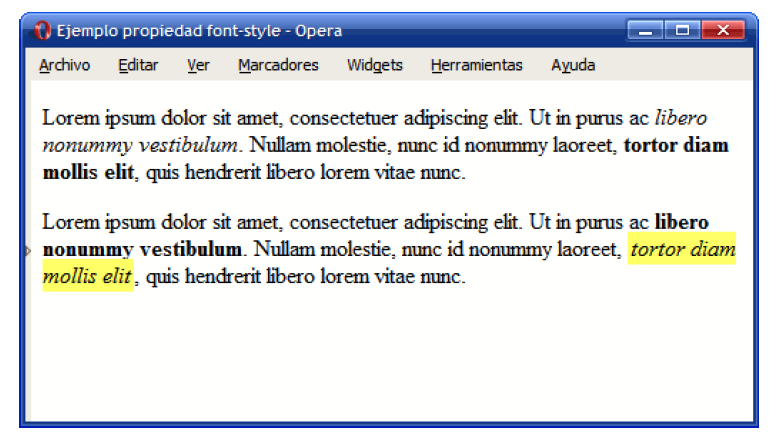 Ejemplo propiedad font-style - Opera
Archivo Editar Ver Marcadores Widgets Herramientas Ayuda
Lorem ipsum dolor sit amet, consectetuer adipiscing elit. Ut in purus ac libero
nonummy vestibulum. Nullam molestie, nunc id nonummy laoreet, tortor diam
mollis elit, quis hendrerit libero lorem vitae nunc.
Lorem ipsum dolor sit amet, consectetuer adipiscing elit. Ut in purus ac libero
nonummy vestibulum. Nullam molestie, nunc id nonummy laoreet, tortor diam
mollis elit, quis hendrerit libero lorem vitae nunc.